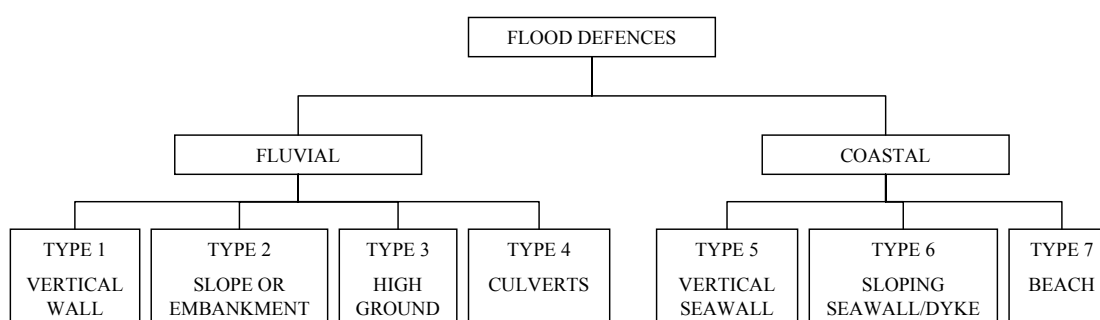 FLOOD DEFENCES
FLUVIAL
COASTAL
TYPE 1
VERTICAL
WALL
TYPE 2
SLOPE OR
EMBANKMENT
TYPE 3
HIGH
GROUND
TYPE 4
CULVERTS
TYPE 5
VERTICAL
SEAWALL
TYPE 6
SLOPING
SEAWALL/DYKE
TYPE 7
BEACH